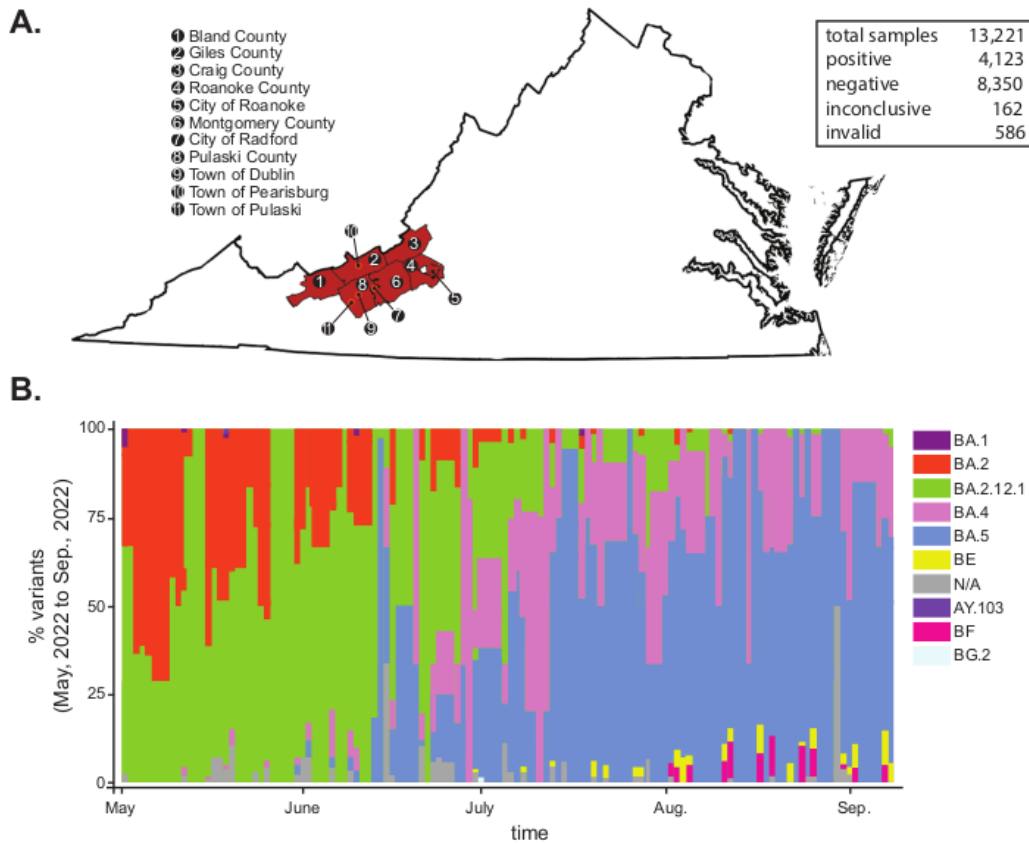 A.
❶ Bland County
❷ Giles County
❸ Craig County
❹ Roanoke County
❺ City of Roanoke
❻ Montgomery County
❼ City of Radford
❽ Pulaski County
❾ Town of Dublin
❿ Town of Pearisburg
⓫ Town of Pulaski
total samples 13,221
positive 4,123
negative 8,350
inconclusive 162
invalid 586
10
2
3
4
1
8
6
5
11
9
7
B.
% variants
(May, 2022 to Sep., 2022)
100
75
50
25
0
May June July Aug. Sep.
time
BA.1
BA.2
BA.2.12.1
BA.4
BA.5
BE
N/A
AY.103
BF
BG.2